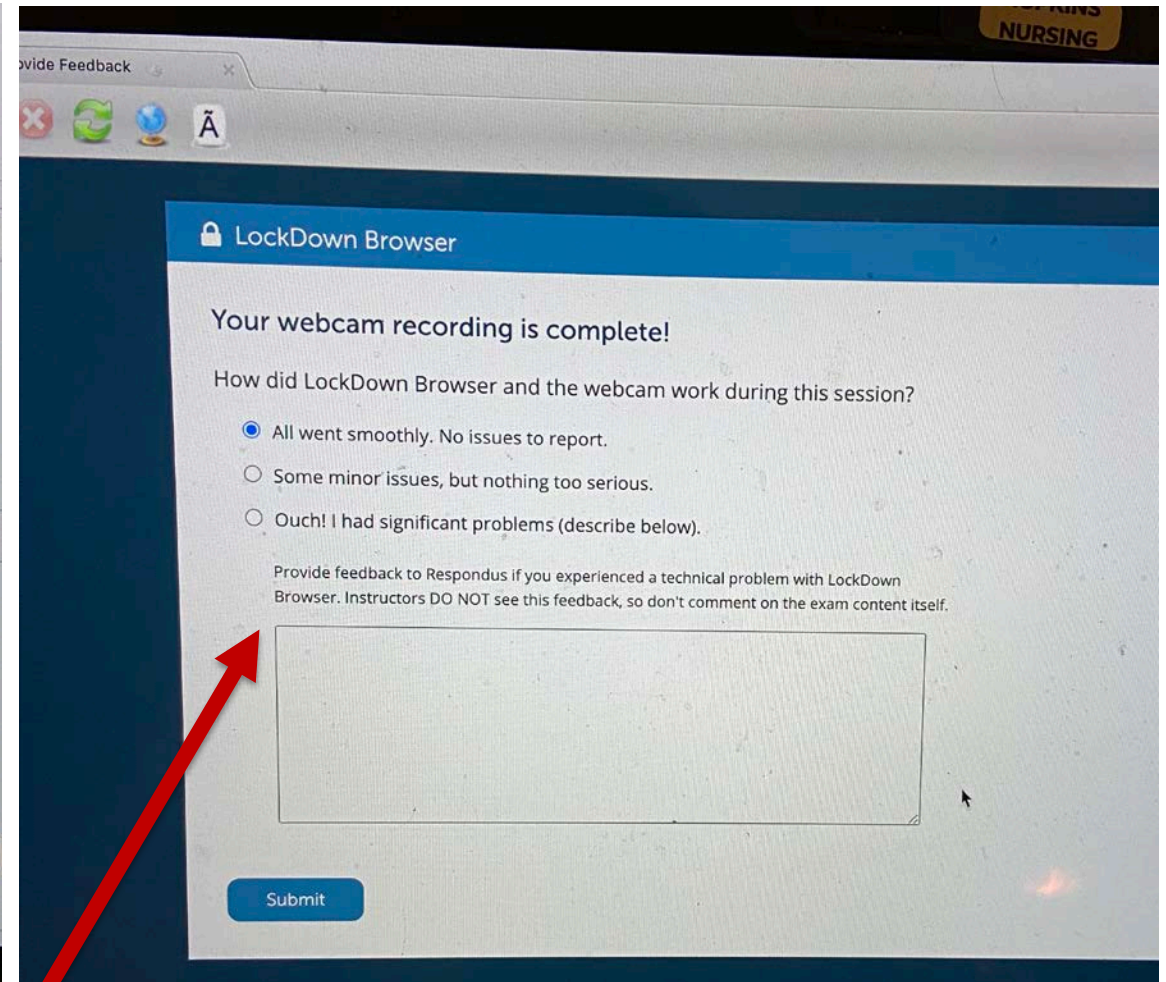 NURSING
ovide Feedback
Ã
LockDown Browser
Your webcam recording is complete!
How did LockDown Browser and the webcam work during this session?
All went smoothly. No issues to report.
Some minor issues, but nothing too serious.
Ouch! I had significant problems (describe below).
Provide feedback to Respondus if you experienced a technical problem with LockDown
Browser. Instructors DO NOT see this feedback, so don't comment on the exam content itself.
Submit